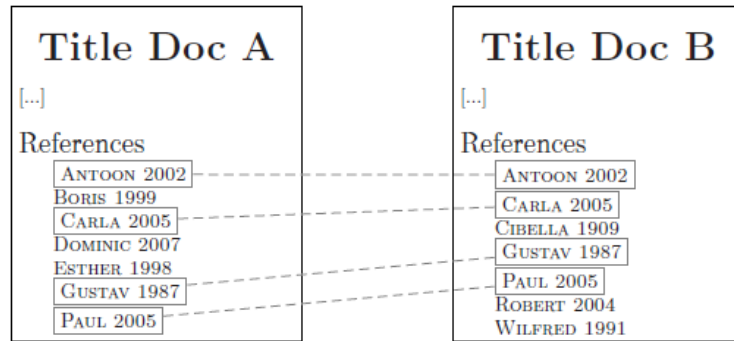 Title Doc A
[...]
References
ANTOON 2002
BORIS 1999
CARLA 2005
DOMINIC 2007
ESTHER 1998
GUSTAV 1987
PAUL 2005
Title Doc B
[...]
References
ANTOON 2002
CARLA 2005
CIBELLA 1909
GUSTAV 1987
PAUL 2005
ROBERT 2004
WILFRED 1991